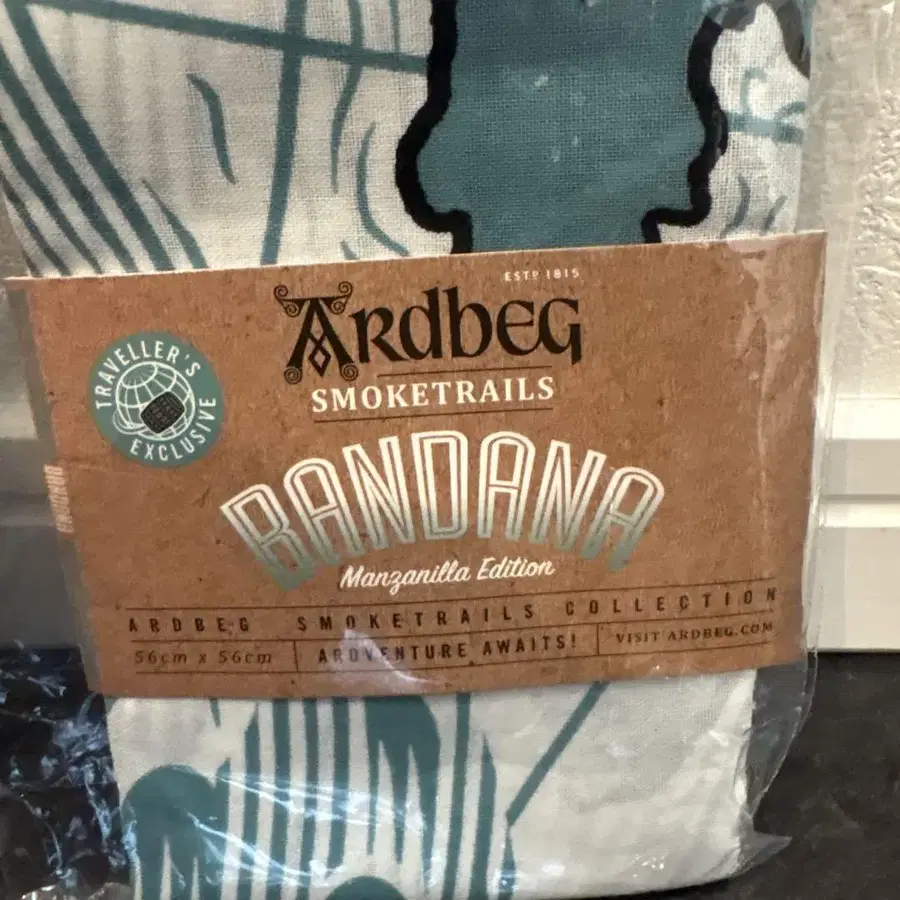 ESTD 1815
ARDBEG
SMOKETRAILS
TRAVELLER'S
EXCLUSIVE
BANDANA
Manzanilla Edition
ARDBEG SMOKETRAILS COLLECTION
56cm x 56cm
ARDVENTURE AWAITS!
VISIT ARDBEG.COM